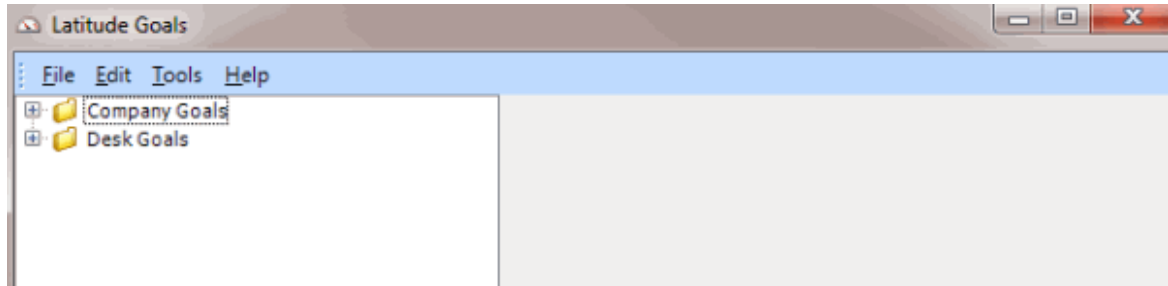 Latitude Goals
File Edit Tools Help
Company Goals
Desk Goals